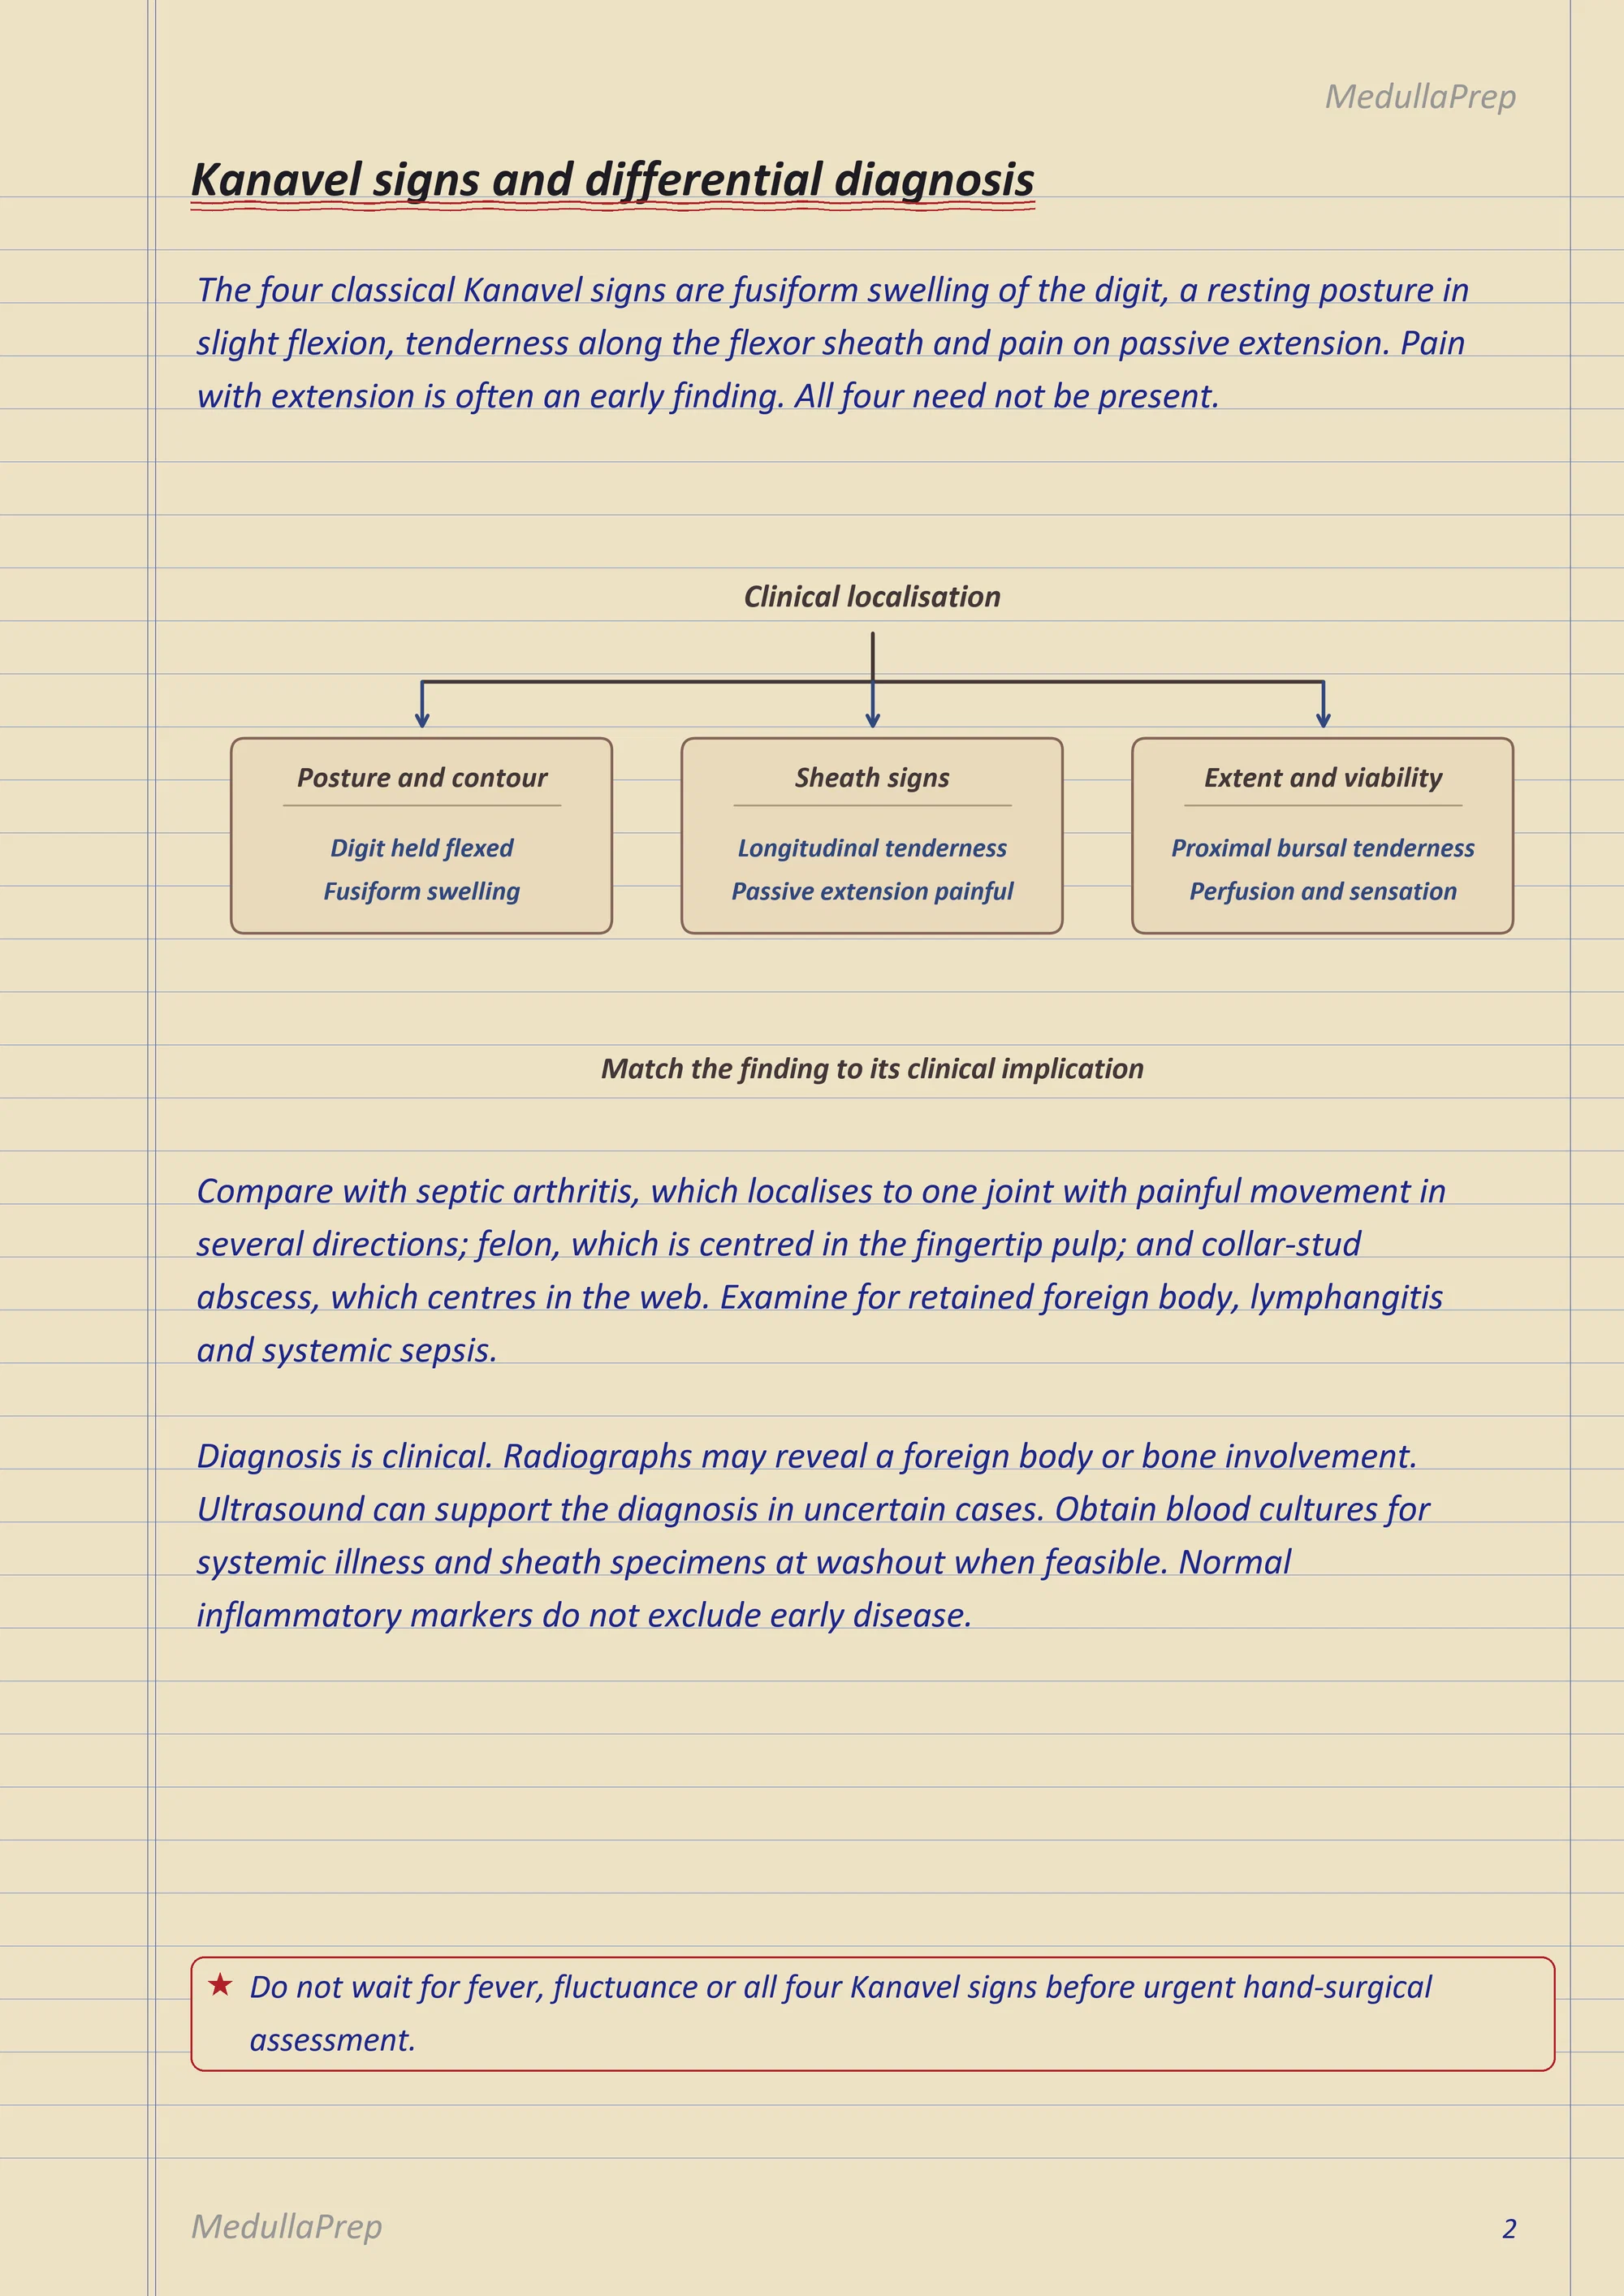 MedullaPrep
Kanavel signs and differential diagnosis
The four classical Kanavel signs are fusiform swelling of the digit, a resting posture in
slight flexion, tenderness along the flexor sheath and pain on passive extension. Pain
with extension is often an early finding. All four need not be present.
Clinical localisation
Posture and contour
Digit held flexed
Fusiform swelling
Sheath signs
Longitudinal tenderness
Passive extension painful
Extent and viability
Proximal bursal tenderness
Perfusion and sensation
Match the finding to its clinical implication
Compare with septic arthritis, which localises to one joint with painful movement in
several directions; felon, which is centred in the fingertip pulp; and collar-stud
abscess, which centres in the web. Examine for retained foreign body, lymphangitis
and systemic sepsis.
Diagnosis is clinical. Radiographs may reveal a foreign body or bone involvement.
Ultrasound can support the diagnosis in uncertain cases. Obtain blood cultures for
systemic illness and sheath specimens at washout when feasible. Normal
inflammatory markers do not exclude early disease.
★ Do not wait for fever, fluctuance or all four Kanavel signs before urgent hand-surgical
assessment.
MedullaPrep
2